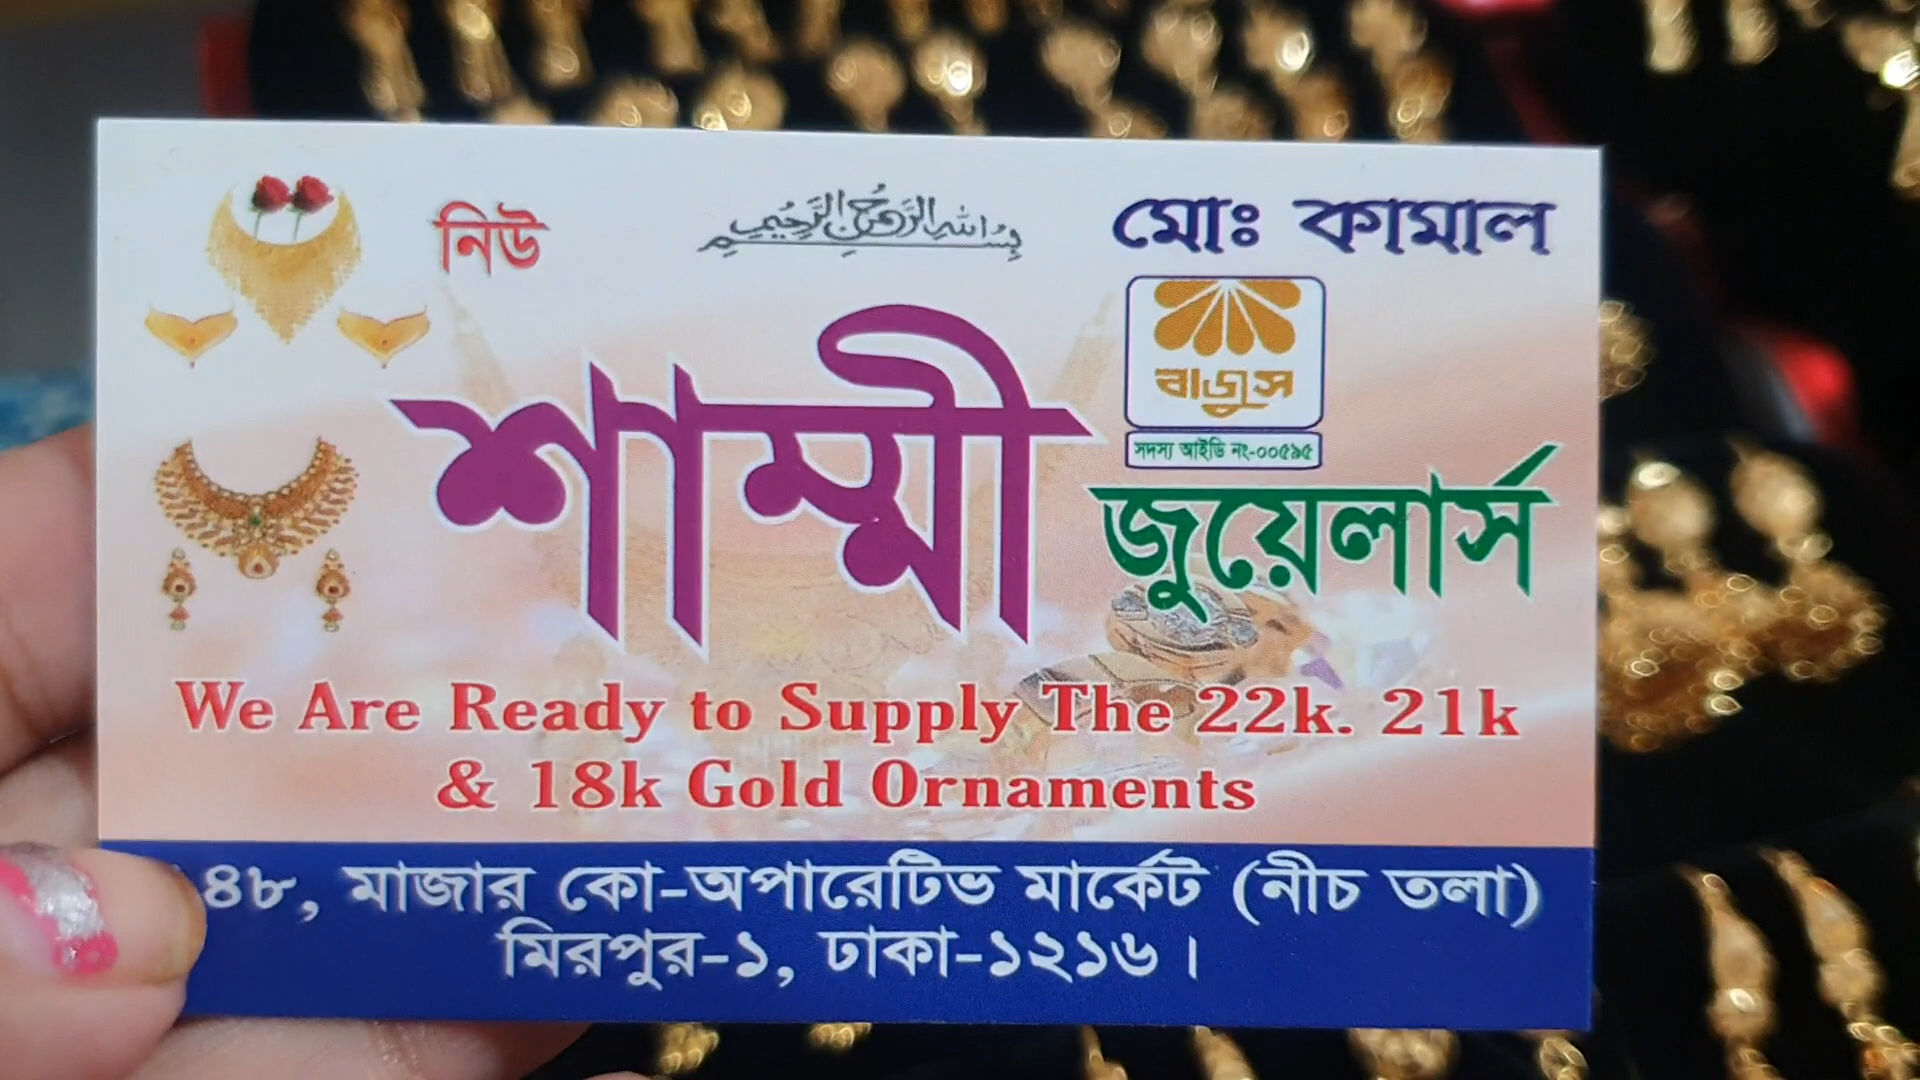 بسم الله الرحمن الرحيم
নিউ
মোঃ কামাল
শাম্মী
বাজুস
সদস্য আইডি নং-০০৫৯৫
জুয়েলার্স
We Are Ready to Supply The 22k. 21k
& 18k Gold Ornaments
৪৮, মাজার কো-অপারেটিভ মার্কেট (নীচ তলা)
মিরপুর-১, ঢাকা-১২১৬।